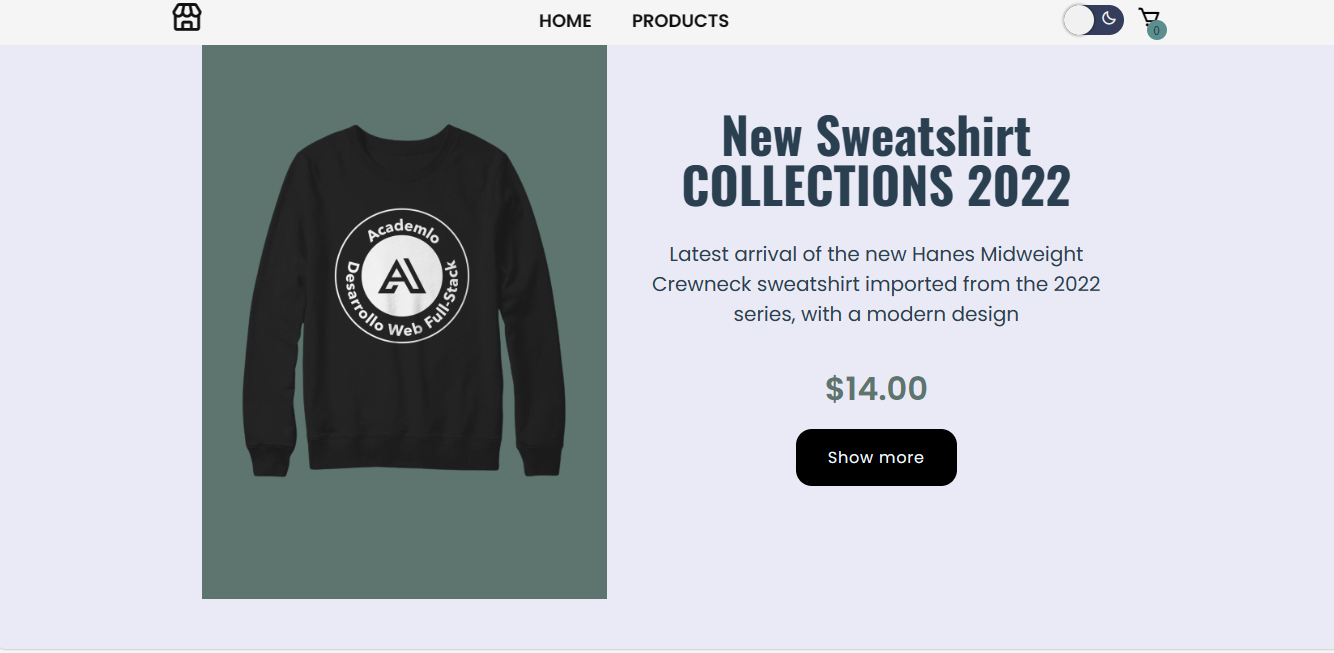 HOME PRODUCTS
0
Academlo
Desarrollo Web Full-Stack
New Sweatshirt
COLLECTIONS 2022
Latest arrival of the new Hanes Midweight
Crewneck sweatshirt imported from the 2022
series, with a modern design
$14.00
Show more